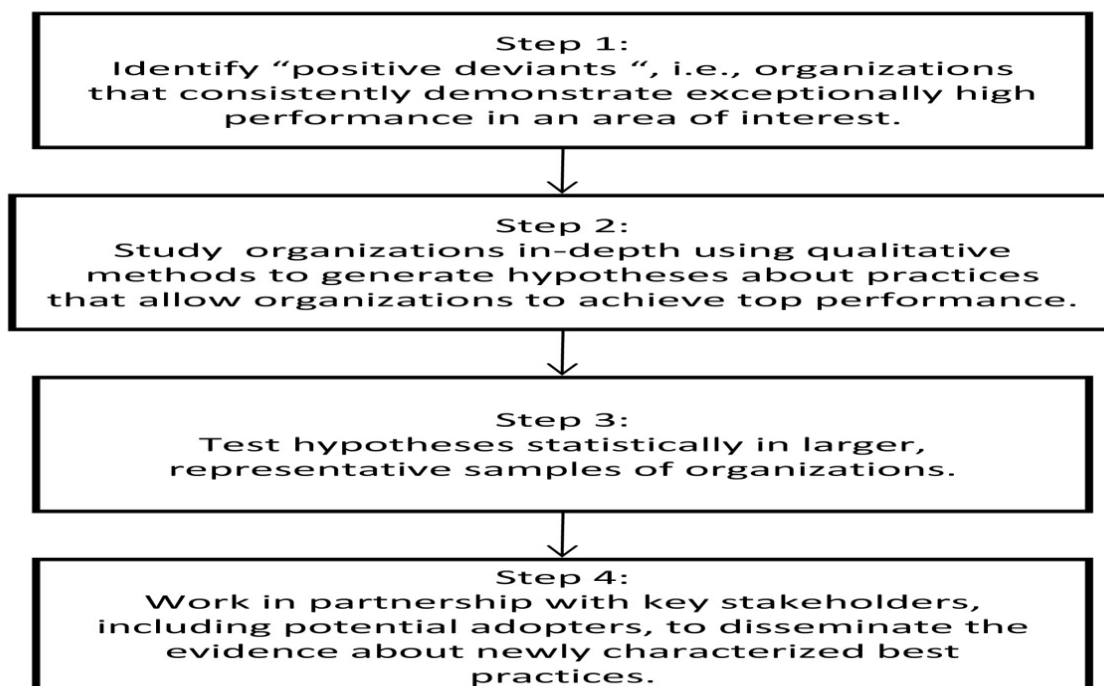 Step 1:
Identify “positive deviants “, i.e., organizations
that consistently demonstrate exceptionally high
performance in an area of interest.
Step 2:
Study  organizations in-depth using qualitative
methods to generate hypotheses about practices
that allow organizations to achieve top performance.
Step 3:
Test hypotheses statistically in larger,
representative samples of organizations.
Step 4:
Work in partnership with key stakeholders,
including potential adopters, to disseminate the
evidence about newly characterized best
practices.